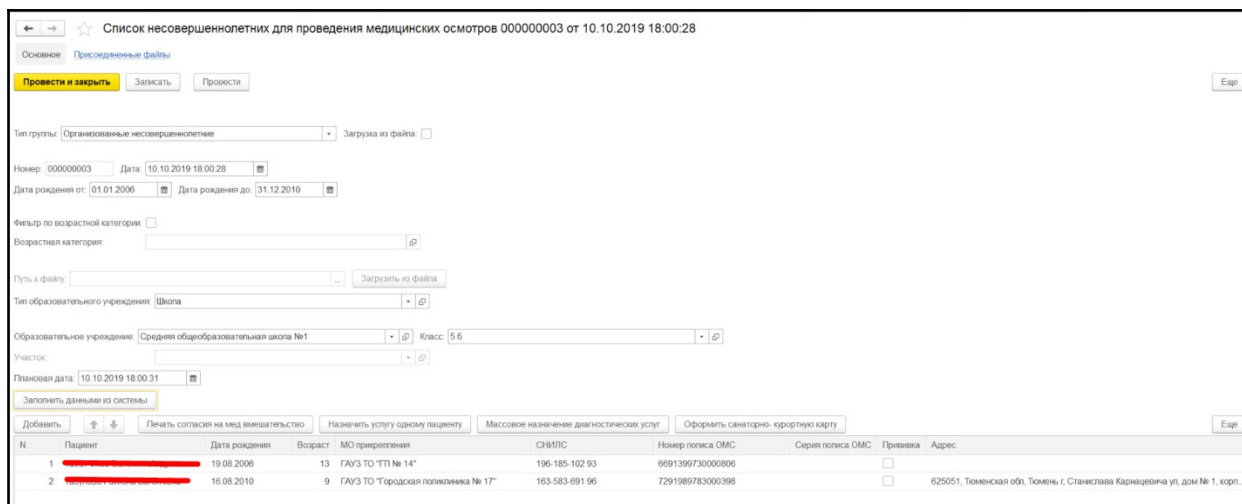 Список несовершеннолетних для проведения медицинских осмотров 000000003 от 10.10.2019 18:00:28
Основное Присоединенные файлы
Провести и закрыть Записать Провести Еще
Тип группы: Организованные несовершеннолетние Загрузка из файла:
Номер: 000000003 Дата: 10.10.2019 18:00:28
Дата рождения от: 01.01.2006 Дата рождения до: 31.12.2010
Фильтр по возрастной категории:
Возрастная категория:
Путь к файлу: ... Загрузить из файла
Тип образовательного учреждения: Школа
Образовательное учреждение: Средняя общеобразовательная школа №1 Класс: 5 б
Участок:
Плановая дата: 10.10.2019 18:00:31
Заполнить данными из системы
Добавить Печать согласия на мед вмешательство Назначить услугу одному пациенту Массовое назначение диагностических услуг Оформить санаторно- курортную карту Еще
N Пациент Дата рождения Возраст МО прикрепления СНИЛС Номер полиса ОМС Серия полиса ОМС Прививка Адрес
1 19.08.2006 13 ГАУЗ ТО "ГП № 14" 196-185-102 93 6691399730000806
2 16.08.2010 9 ГАУЗ ТО "Городская поликлиника № 17" 163-583-691 96 7291989783000398 625051, Тюменская обл, Тюмень г, Станислава Карнацевича ул, дом № 1, корп...